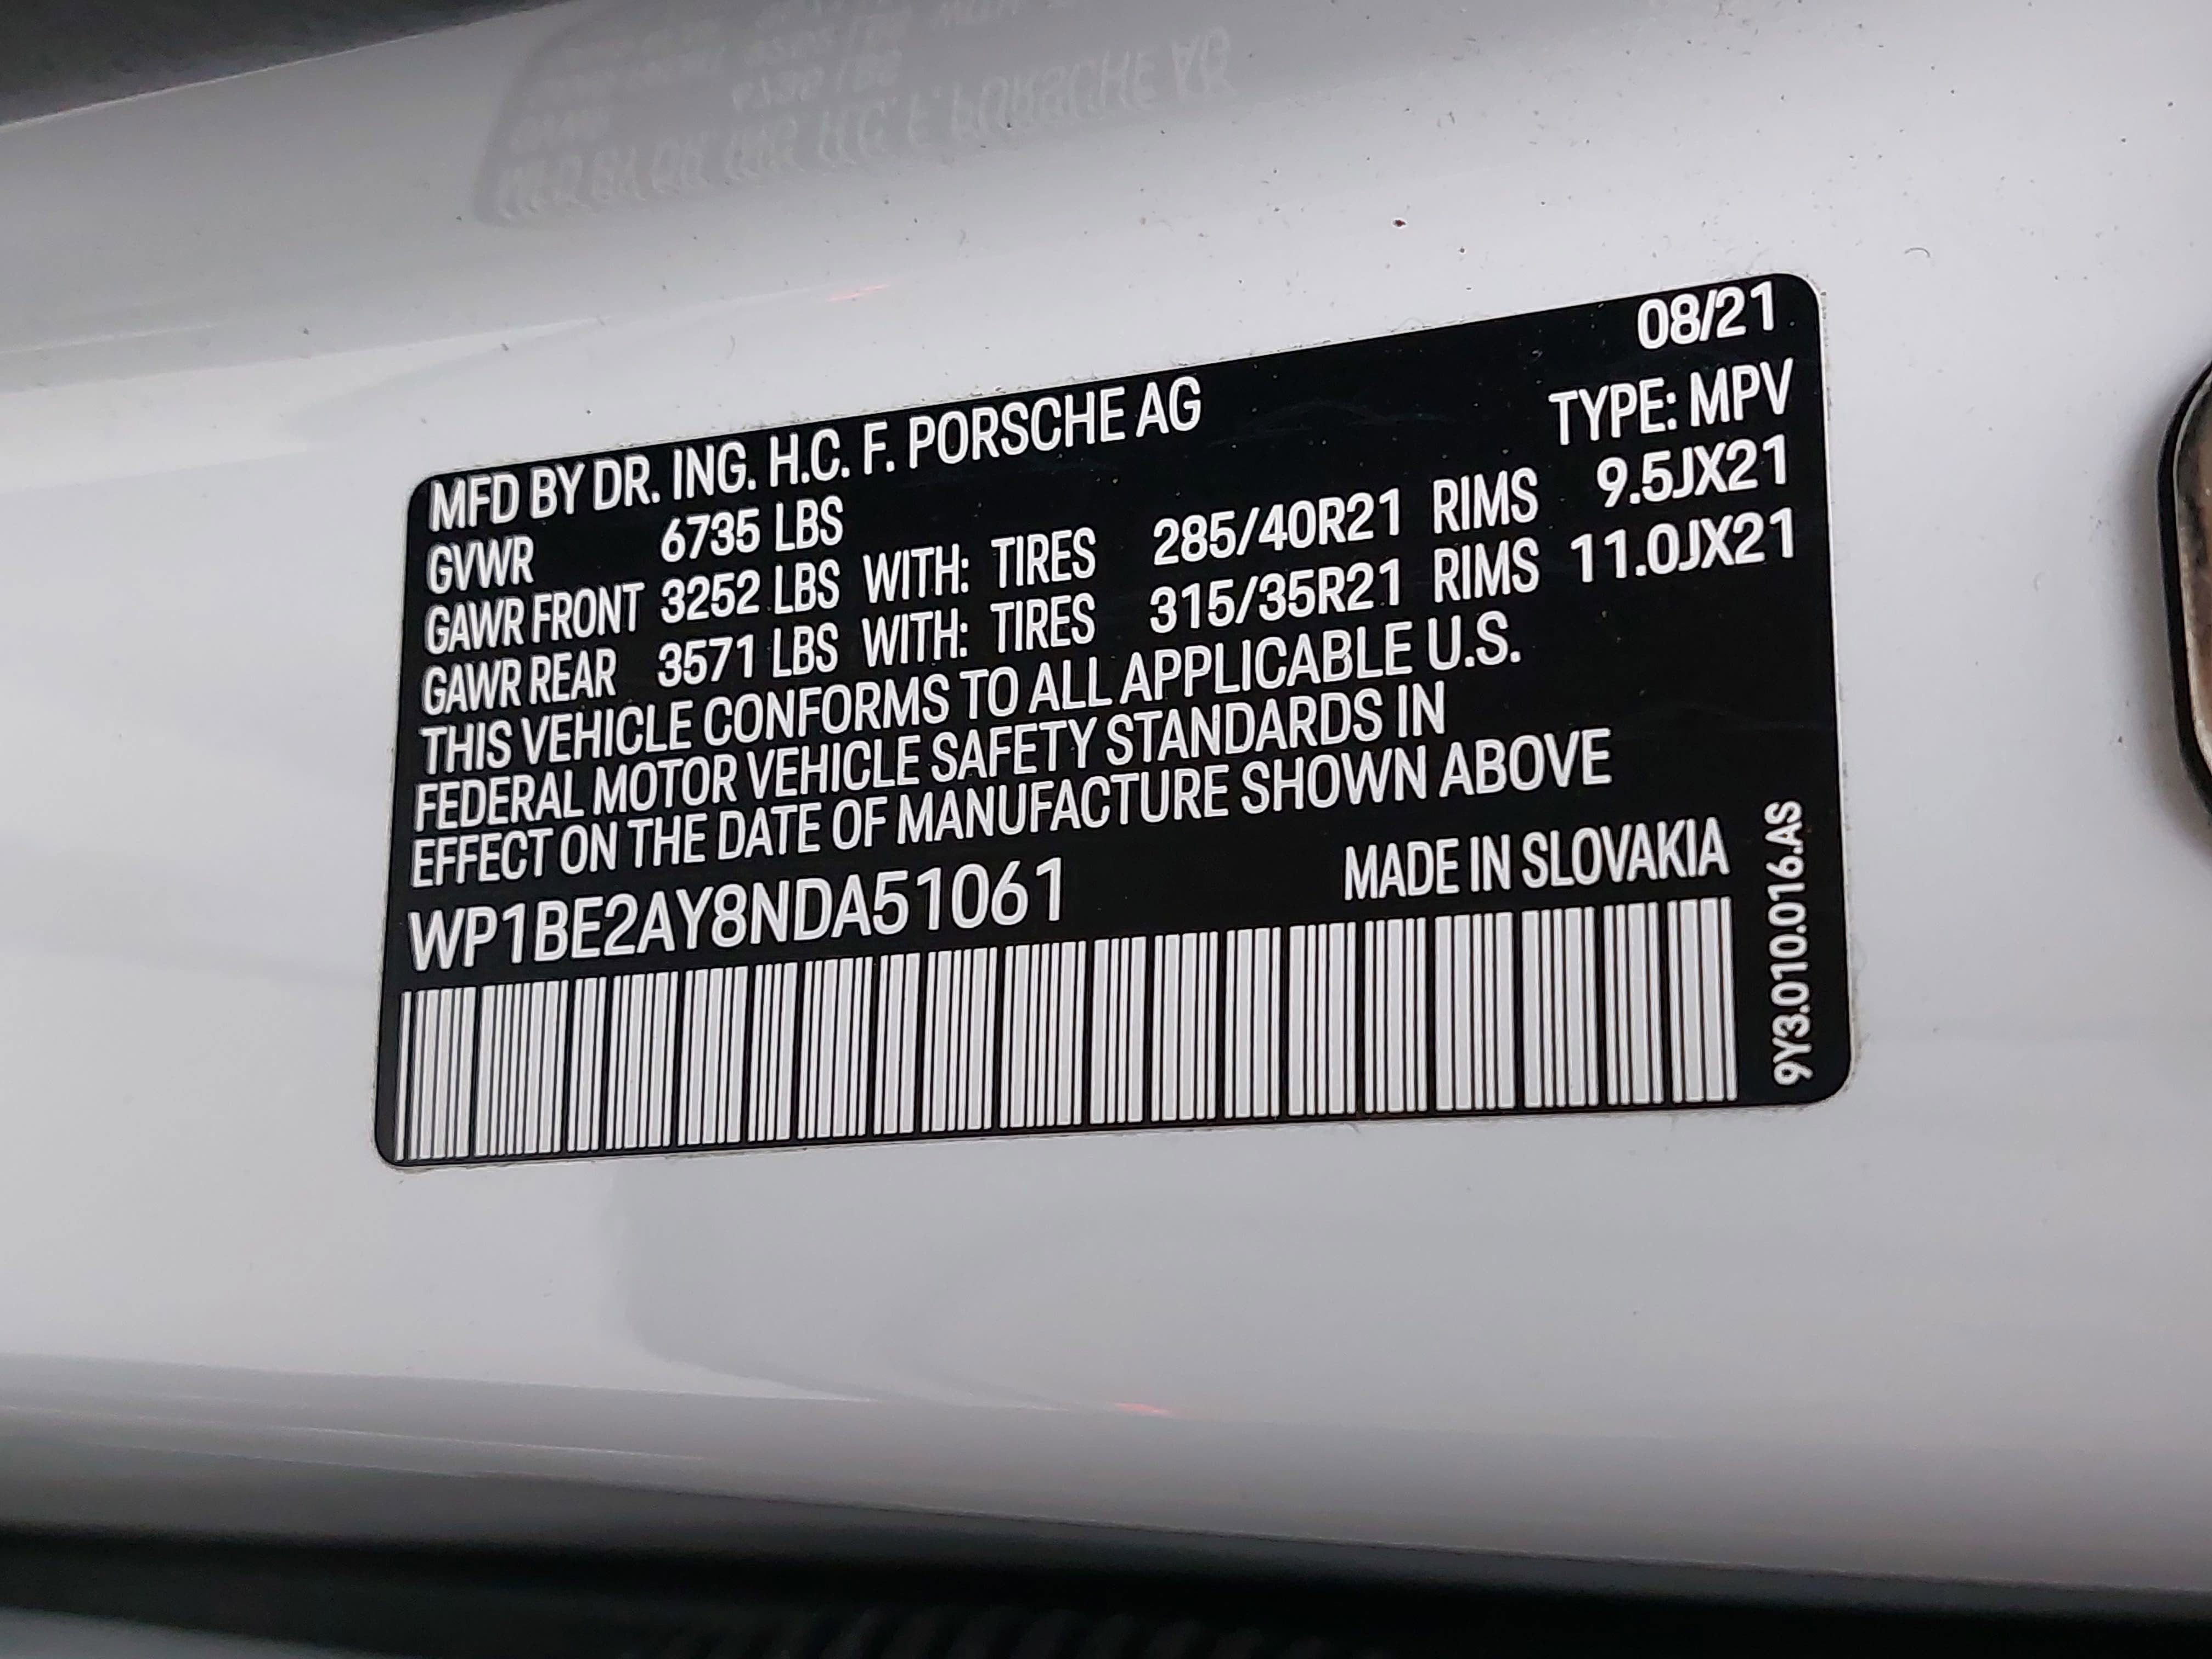 08/21
MFD BY DR. ING. H.C. F. PORSCHE AG
TYPE: MPV
GVWR 6735 LBS
GAWR FRONT 3252 LBS WITH: TIRES 285/40R21 RIMS 9.5JX21
GAWR REAR 3571 LBS WITH: TIRES 315/35R21 RIMS 11.0JX21
THIS VEHICLE CONFORMS TO ALL APPLICABLE U.S.
FEDERAL MOTOR VEHICLE SAFETY STANDARDS IN
EFFECT ON THE DATE OF MANUFACTURE SHOWN ABOVE
WP1BE2AY8NDA51061 MADE IN SLOVAKIA
9Y3.010.016.AS